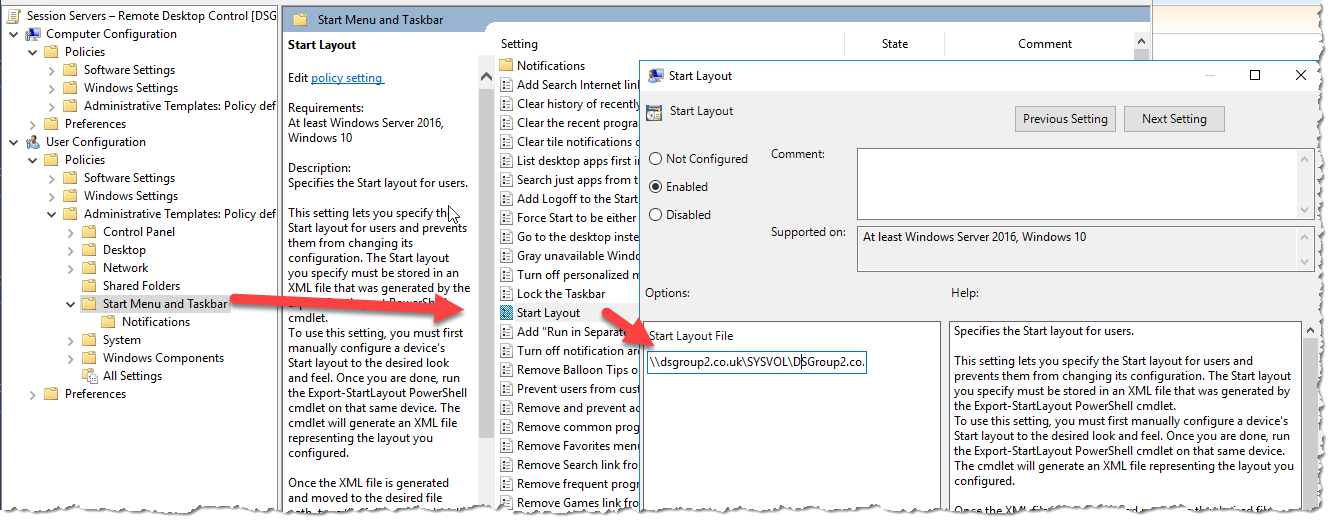 Session Servers – Remote Desktop Control [DSG
Computer Configuration
Policies
Software Settings
Windows Settings
Administrative Templates: Policy def
Preferences
User Configuration
Policies
Software Settings
Windows Settings
Administrative Templates: Policy def
Control Panel
Desktop
Network
Shared Folders
Start Menu and Taskbar
Notifications
System
Windows Components
All Settings
Preferences
Start Menu and Taskbar
Start Layout
Edit policy setting
Requirements:
At least Windows Server 2016,
Windows 10
Description:
Specifies the Start layout for users.
This setting lets you specify the
Start layout for users and prevents
them from changing its
configuration. The Start layout
you specify must be stored in an
XML file that was generated by the
PowerShell
cmdlet.
To use this setting, you must first
manually configure a device's
Start layout to the desired look
and feel. Once you are done, run
the Export-StartLayout PowerShell
cmdlet on that same device. The
cmdlet will generate an XML file
representing the layout you
configured.
Once the XML file is generated
and moved to the desired file
Setting State Comment
Notifications
Add Search Internet link
Clear history of recently
Clear the recent progra
Clear tile notifications d
List desktop apps first in
Search just apps from t
Add Logoff to the Start
Force Start to be either
Go to the desktop inste
Gray unavailable Windo
Turn off personalized m
Lock the Taskbar
Start Layout
Add "Run in Separate
Turn off notification are
Remove Balloon Tips o
Prevent users from cust
Remove and prevent ac
Remove common prog
Remove Favorites menu
Remove Search link fro
Remove frequent progr
Remove Games link fro
Start Layout
Start Layout
Previous Setting
Next Setting
Not Configured
Enabled
Disabled
Comment:
Supported on:
At least Windows Server 2016, Windows 10
Options:
Help:
Start Layout File
\\dsgroup2.co.uk\SYSVOL\DSGroup2.co.
Specifies the Start layout for users.
This setting lets you specify the Start layout for users and
prevents them from changing its configuration. The Start layout
you specify must be stored in an XML file that was generated by
the Export-StartLayout PowerShell cmdlet.
To use this setting, you must first manually configure a device's
Start layout to the desired look and feel. Once you are done, run
the Export-StartLayout PowerShell cmdlet on that same device.
The cmdlet will generate an XML file representing the layout you
configured.
Once the XML file is generated and moved to the desired file